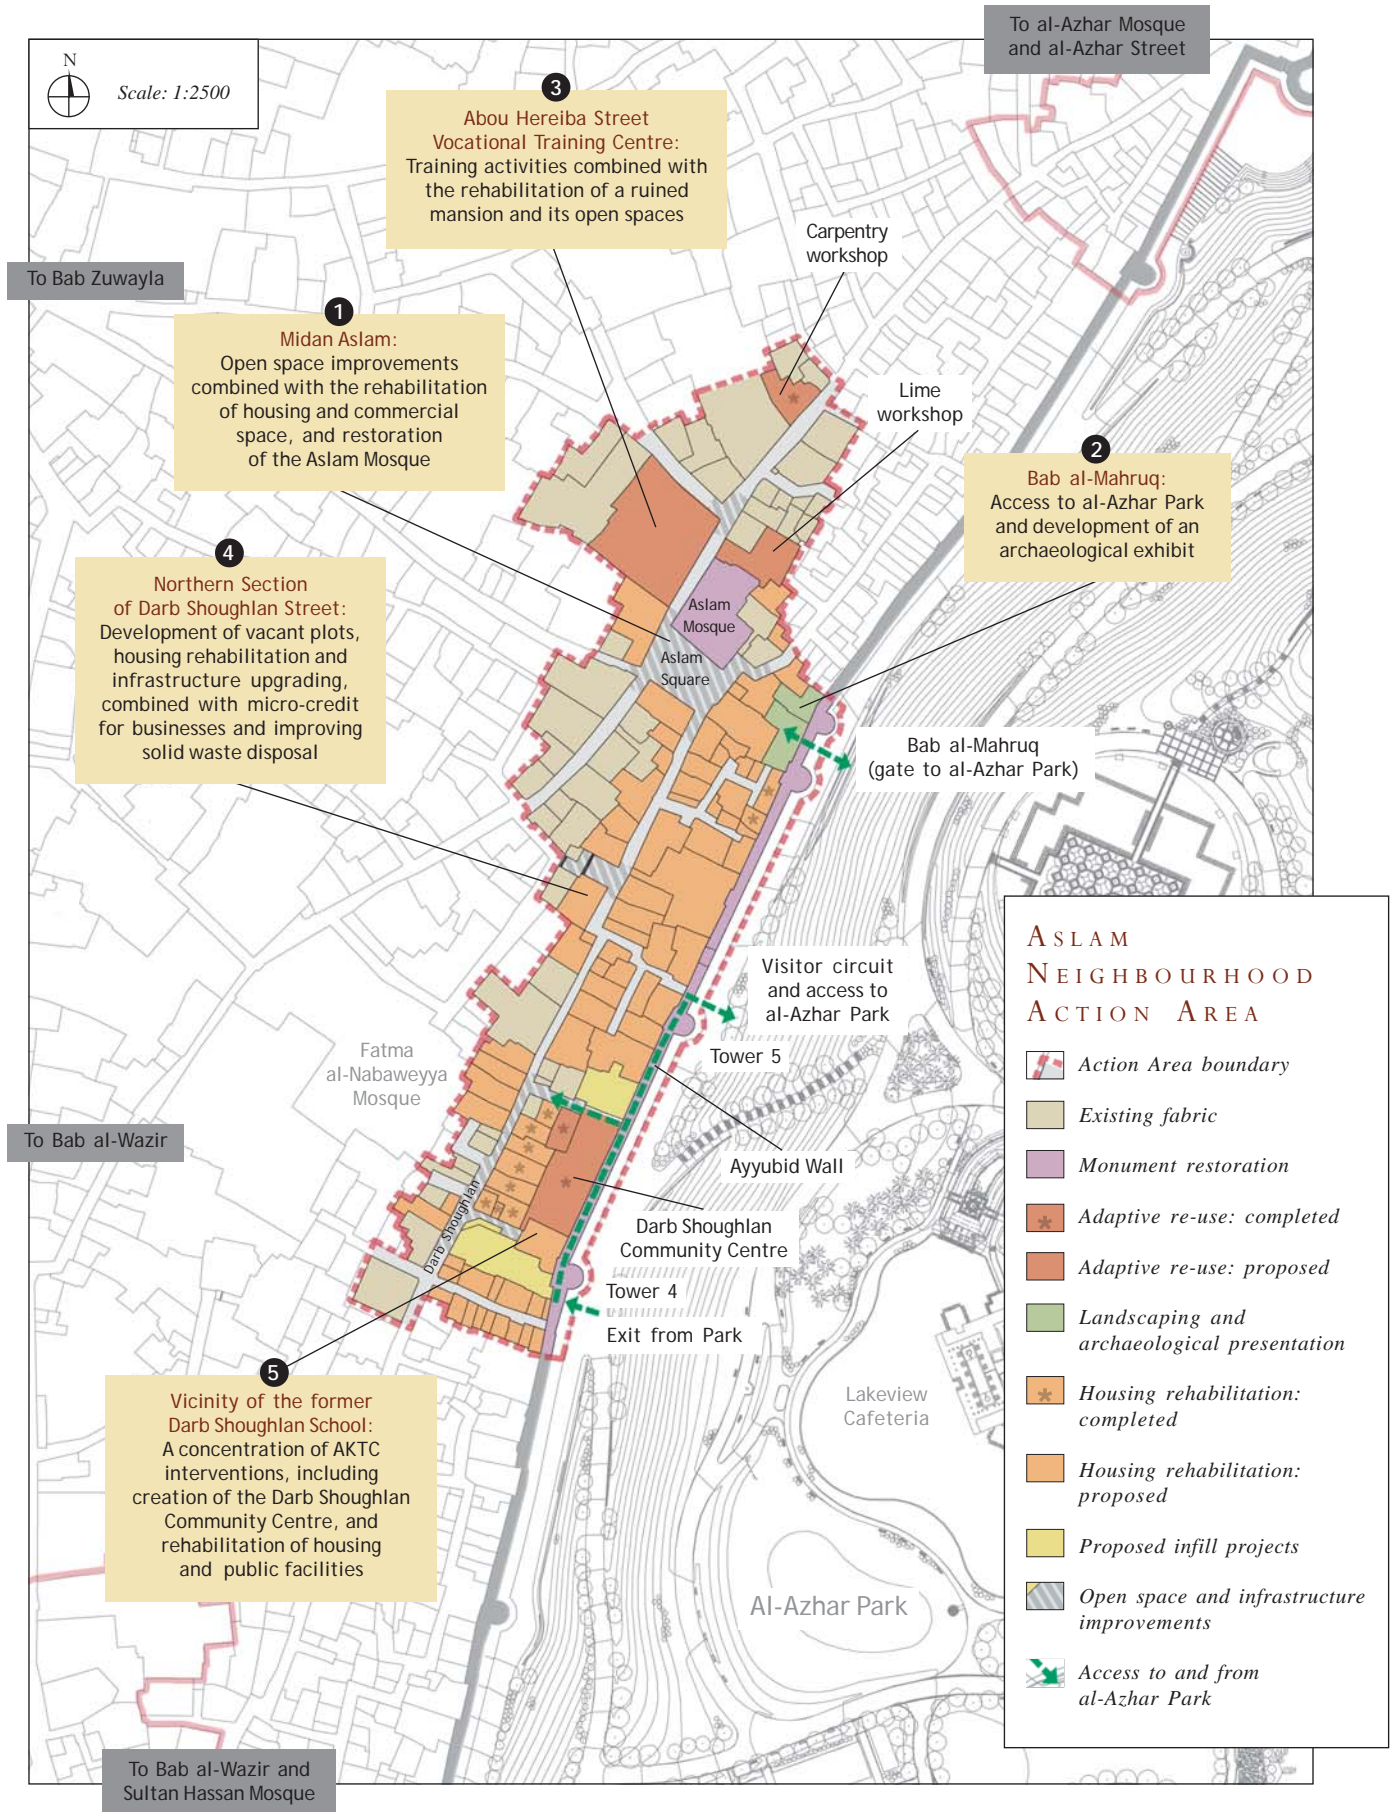 To al-Azhar Mosque
and al-Azhar Street
N
Scale: 1:2500
3
Abou Hereiba Street
Vocational Training Centre:
Training activities combined with
the rehabilitation of a ruined
mansion and its open spaces
Carpentry
workshop
To Bab Zuwayla
1
Midan Aslam:
Open space improvements
combined with the rehabilitation
of housing and commercial
space, and restoration
of the Aslam Mosque
Lime
workshop
2
Bab al-Mahruq:
Access to al-Azhar Park
and development of an
archaeological exhibit
4
Northern Section
of Darb Shoughlan Street:
Development of vacant plots,
housing rehabilitation and
infrastructure upgrading,
combined with micro-credit
for businesses and improving
solid waste disposal
Aslam
Mosque
Aslam
Square
Bab al-Mahruq
(gate to al-Azhar Park)
Visitor circuit
and access to
al-Azhar Park
Tower 5
Fatma
al-Nabaweyya
Mosque
To Bab al-Wazir
Ayyubid Wall
Darb Shoughlan
Darb Shoughlan
Community Centre
Tower 4
Exit from Park
5
Vicinity of the former
Darb Shoughlan School:
A concentration of AKTC
interventions, including
creation of the Darb Shoughlan
Community Centre, and
rehabilitation of housing
and public facilities
Lakeview
Cafeteria
Al-Azhar Park
To Bab al-Wazir and
Sultan Hassan Mosque
ASLAM
NEIGHBOURHOOD
ACTION AREA
Action Area boundary
Existing fabric
Monument restoration
Adaptive re-use: completed
Adaptive re-use: proposed
Landscaping and
archaeological presentation
Housing rehabilitation:
completed
Housing rehabilitation:
proposed
Proposed infill projects
Open space and infrastructure
improvements
Access to and from
al-Azhar Park